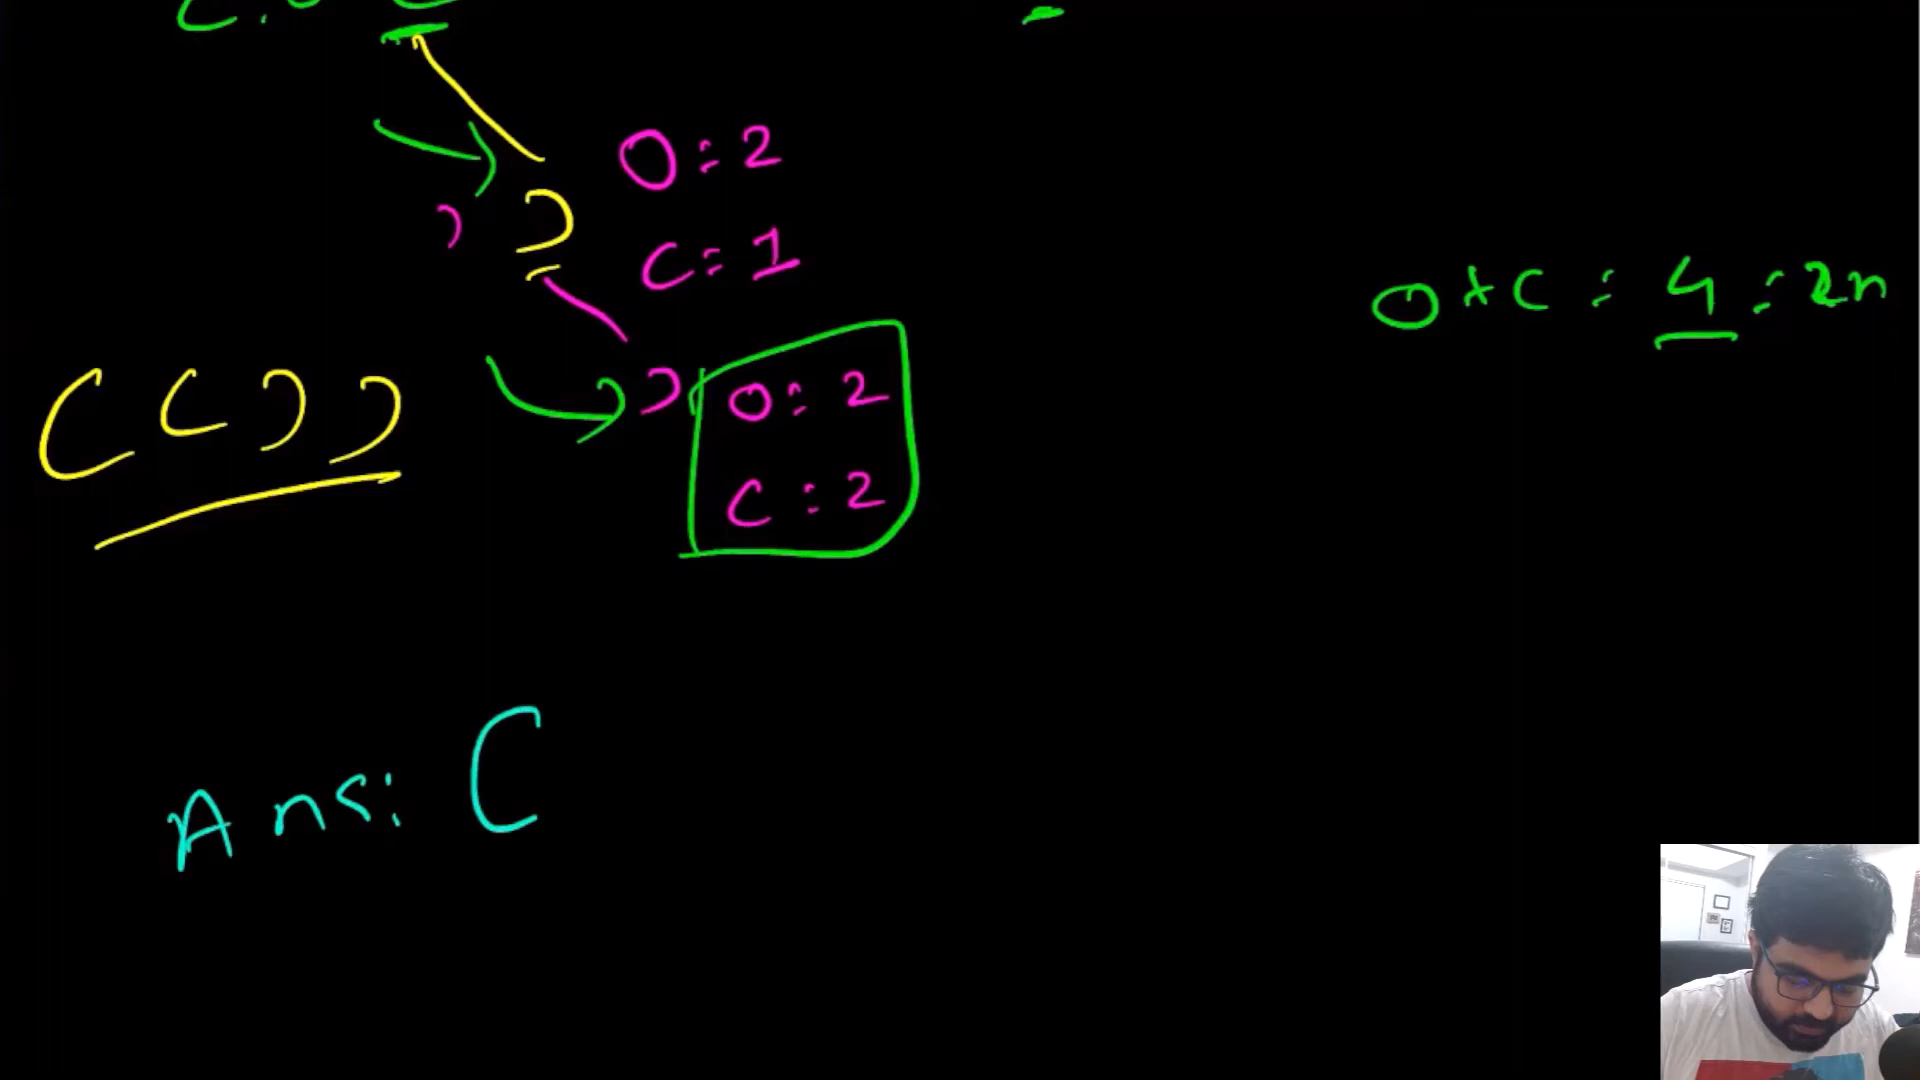 O : 2
) )
C : 1
O + C : 4 : 2n
( ( ) )
) O : 2
C : 2
Ans: (